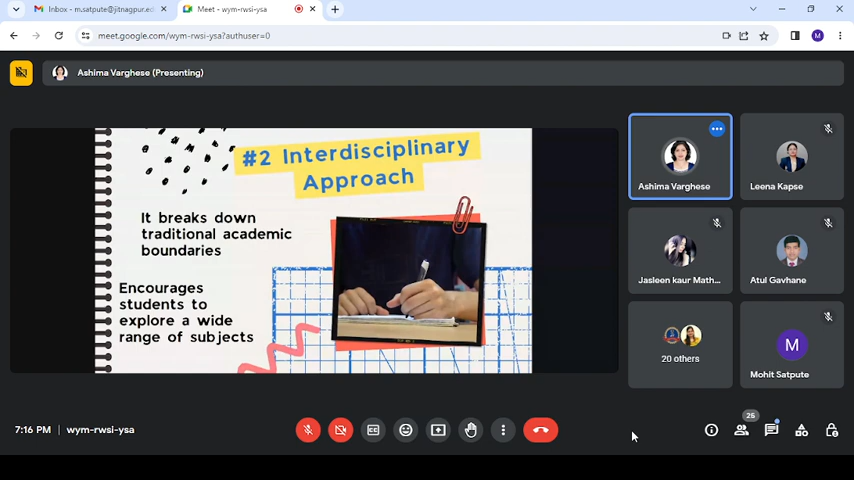 Inbox - m.satpute@jitnagpur.ed
Meet - wym-rwsi-ysa
meet.google.com/wym-rwsi-ysa?authuser=0
M
Ashima Varghese (Presenting)
#2 Interdisciplinary
Approach
It breaks down
traditional academic
boundaries
Encourages
students to
explore a wide
range of subjects
Ashima Varghese
Leena Kapse
Jasleen kaur Math...
Atul Gavhane
20 others
M
Mohit Satpute
7:16 PM
wym-rwsi-ysa
CC
25